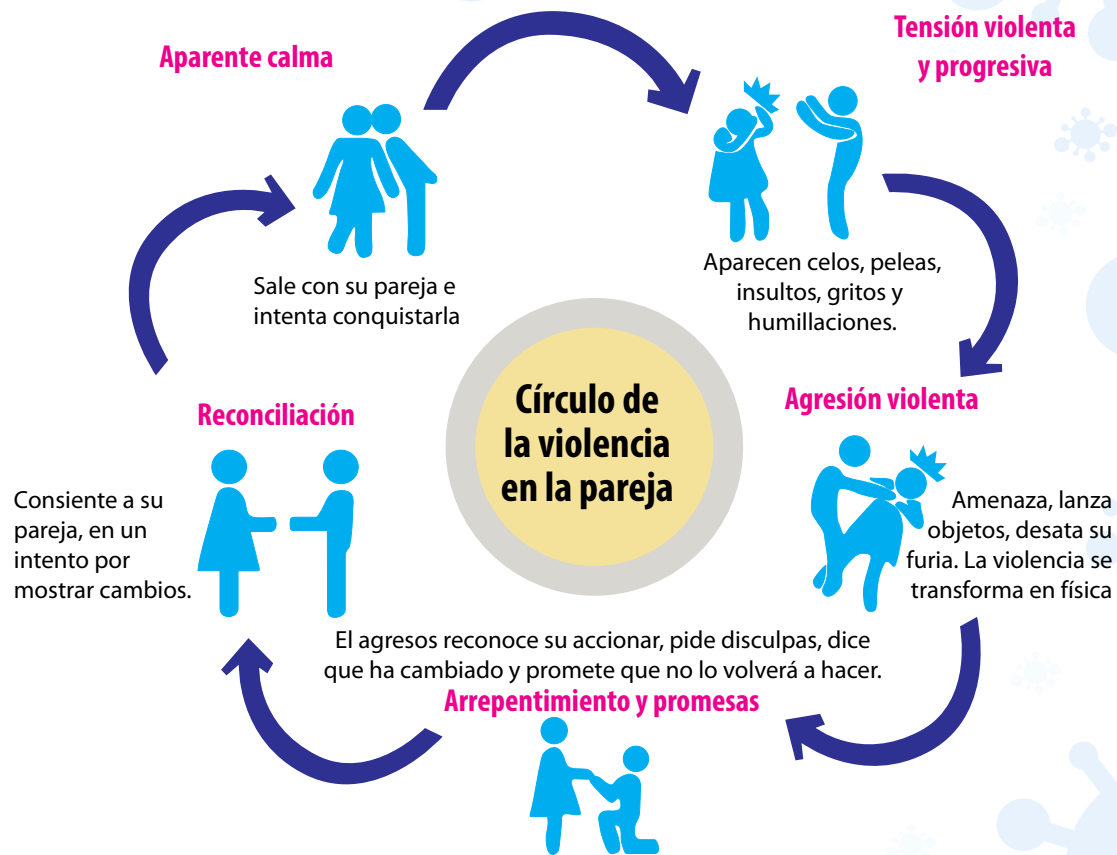 Aparente calma
Sale con su pareja e
intenta conquistarla
Tensión violenta
y progresiva
Aparecen celos, peleas,
insultos, gritos y
humillaciones.
Círculo de
la violencia
en la pareja
Agresión violenta
Amenaza, lanza
objetos, desata su
furia. La violencia se
transforma en física
El agresos reconoce su accionar, pide disculpas, dice
que ha cambiado y promete que no lo volverá a hacer.
Arrepentimiento y promesas
Reconciliación
Consiente a su
pareja, en un
intento por
mostrar cambios.